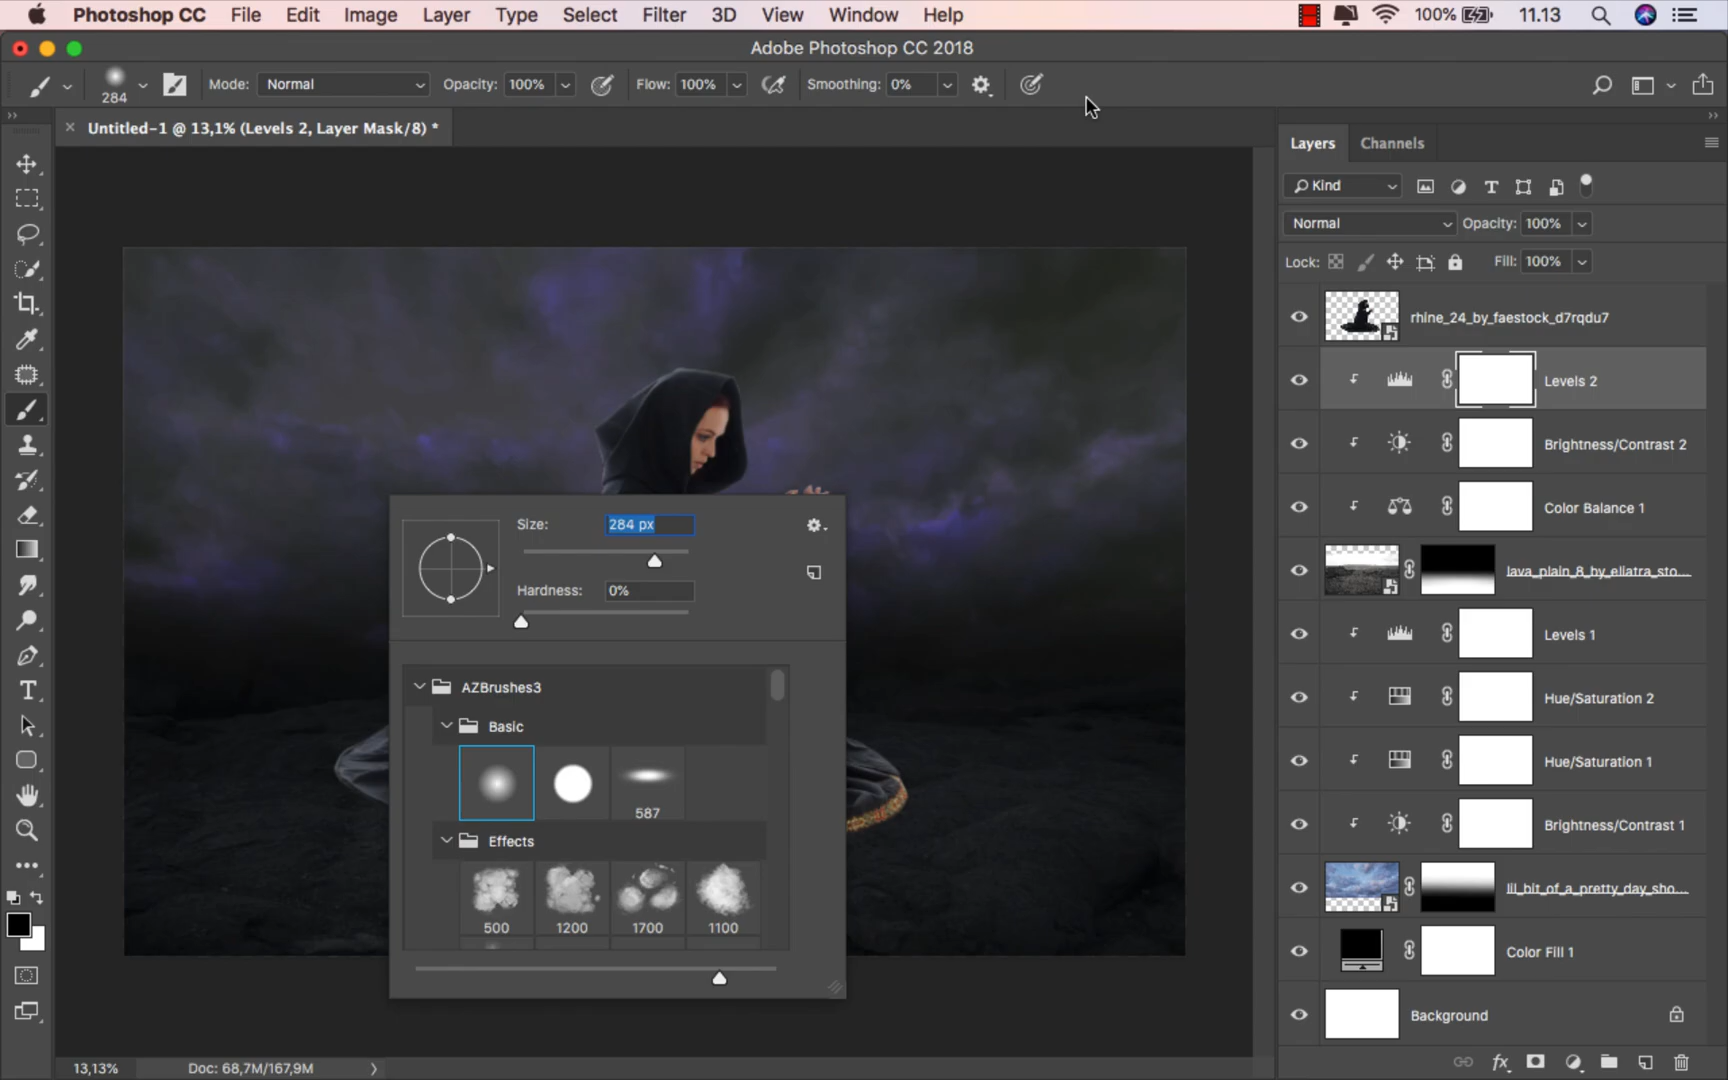 Photoshop CC File Edit Image Layer Type Select Filter 3D View Window Help 100% 11.13
Adobe Photoshop CC 2018
284 Mode: Normal Opacity: 100% Flow: 100% Smoothing: 0%
Untitled-1 @ 13,1% (Levels 2, Layer Mask/8) *
Layers Channels
Kind
Normal Opacity: 100%
Lock: Fill: 100%
rhine_24_by_faestock_d7rqdu7
Levels 2
Brightness/Contrast 2
Color Balance 1
lava_plain_8_by_ellatra_sto...
Levels 1
Hue/Saturation 2
Hue/Saturation 1
Brightness/Contrast 1
lil_bit_of_a_pretty_day_sho...
Color Fill 1
Background
Size: 284 px
Hardness: 0%
AZBrushes3
Basic
587
Effects
500 1200 1700 1100
13,13% Doc: 68,7M/167,9M